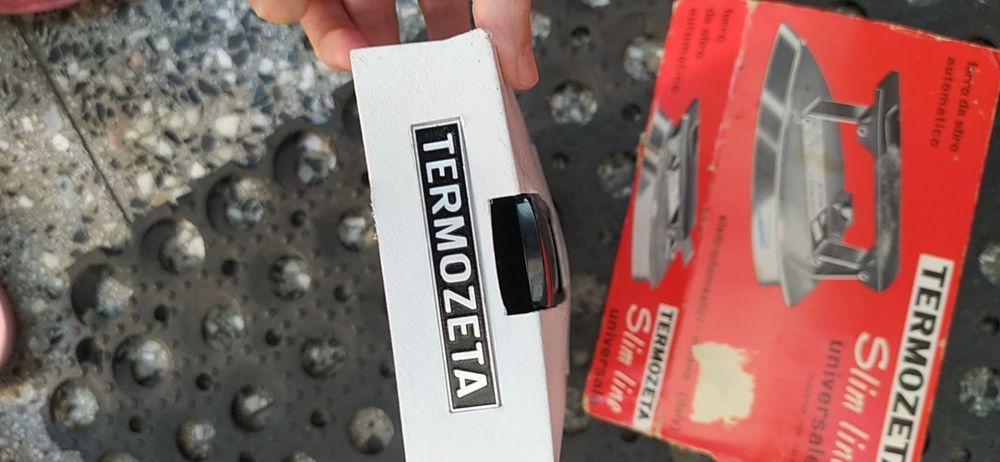 TERMOZETA
ferro da stiro
automatico
TERMOZETA
Slim line
universale
ferro da stiro
automatico
TERMOZETA
Slim line
universale